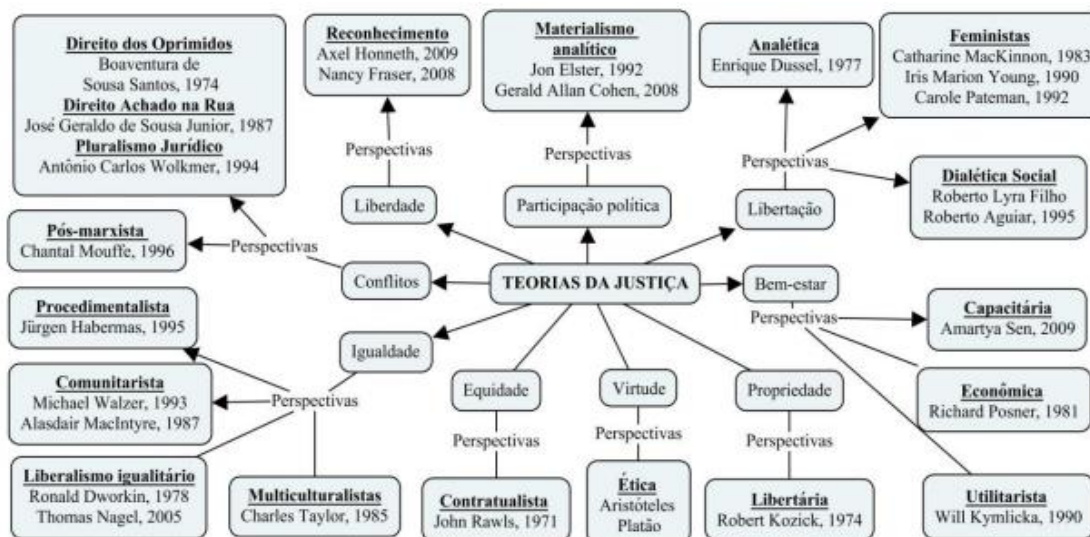 Direito dos Oprimidos
Boaventura de
Sousa Santos, 1974
Direito Achado na Rua
José Geraldo de Sousa Junior, 1987
Pluralismo Jurídico
Antônio Carlos Wolkmer, 1994
Reconhecimento
Axel Honneth, 2009
Nancy Fraser, 2008
Materialismo
analítico
Jon Elster, 1992
Gerald Allan Cohen, 2008
Analética
Enrique Dussel, 1977
Feministas
Catharine MacKinnon, 1983
Iris Marion Young, 1990
Carole Pateman, 1992
Perspectivas
Perspectivas
Perspectivas
Dialética Social
Roberto Lyra Filho
Roberto Aguiar, 1995
Liberdade
Participação política
Libertação
Pós-marxista
Chantal Mouffe, 1996
Perspectivas
Conflitos
TEORIAS DA JUSTIÇA
Bem-estar
Perspectivas
Procedimentalista
Jürgen Habermas, 1995
Igualdade
Capacitária
Amartya Sen, 2009
Comunitarista
Michael Walzer, 1993
Alasdair MacIntyre, 1987
Perspectivas
Equidade
Virtude
Propriedade
Econômica
Richard Posner, 1981
Perspectivas
Perspectivas
Perspectivas
Liberalismo igualitário
Ronald Dworkin, 1978
Thomas Nagel, 2005
Multiculturalistas
Charles Taylor, 1985
Contratualista
John Rawls, 1971
Ética
Aristóteles
Platão
Libertária
Robert Kozick, 1974
Utilitarista
Will Kymlicka, 1990